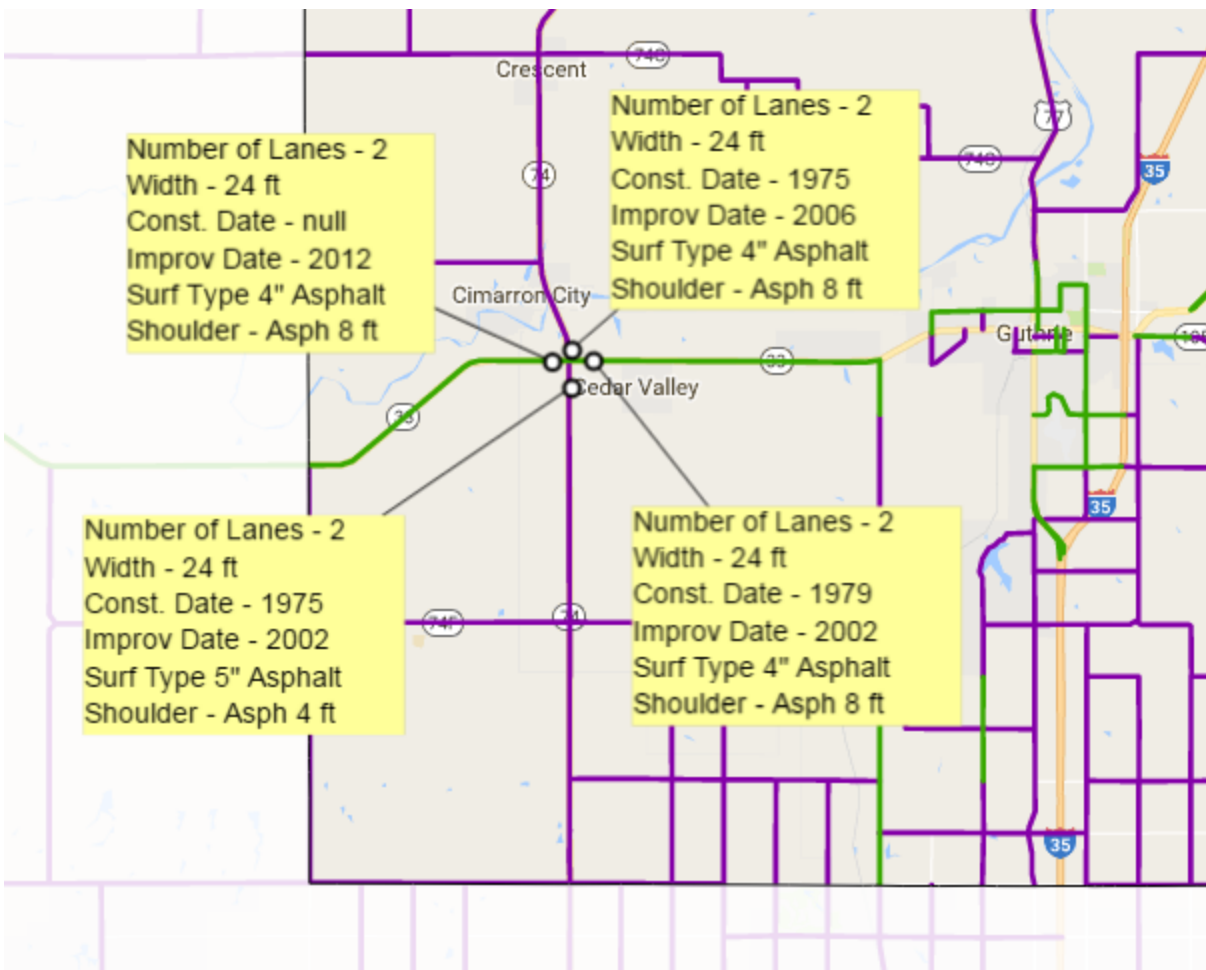 74C
Crescent
Number of Lanes - 2
Width - 24 ft
Const. Date - 1975
Improv Date - 2006
Surf Type 4" Asphalt
Shoulder - Asph 8 ft
77
Number of Lanes - 2
Width - 24 ft
Const. Date - null
Improv Date - 2012
Surf Type 4" Asphalt
Shoulder - Asph 8 ft
74
74C
35
Cimarron City
Guthrie
33
105
Cedar Valley
33
35
Number of Lanes - 2
Width - 24 ft
Const. Date - 1975
Improv Date - 2002
Surf Type 5" Asphalt
Shoulder - Asph 4 ft
Number of Lanes - 2
Width - 24 ft
Const. Date - 1979
Improv Date - 2002
Surf Type 4" Asphalt
Shoulder - Asph 8 ft
74F
74
35